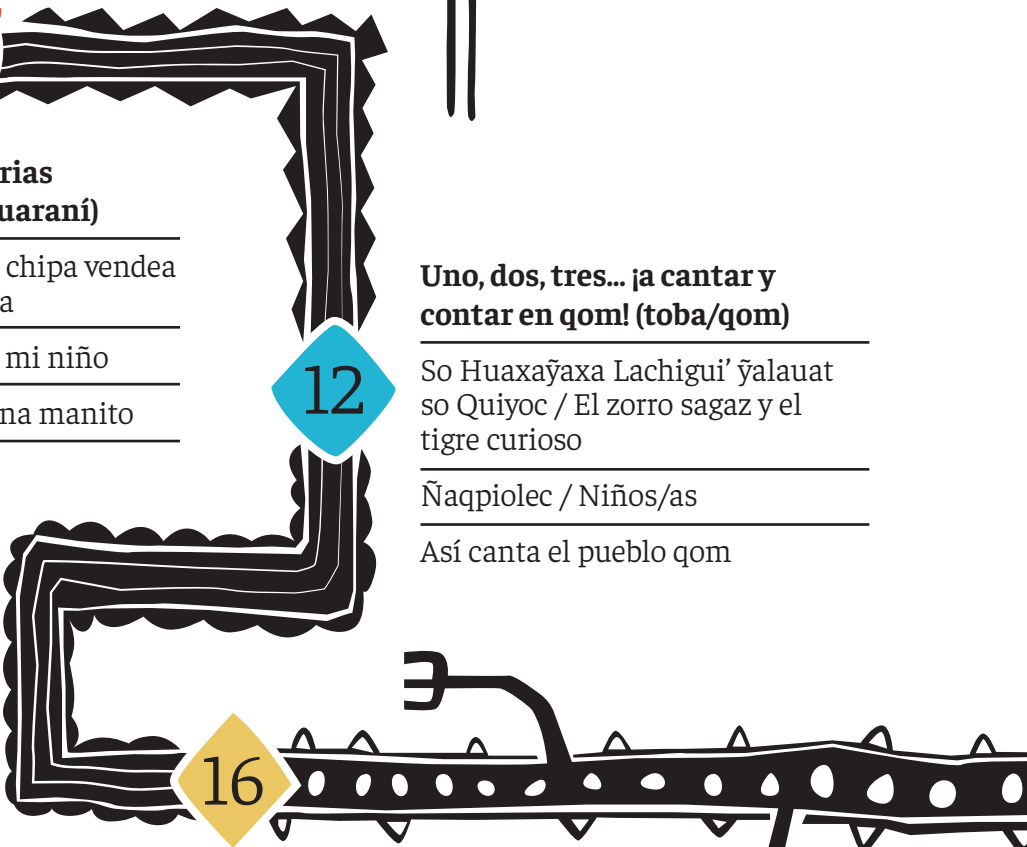 rias
uaraní)
chipa vendea
a
mi niño
na manito
12
Uno, dos, tres... ¡a cantar y
contar en qom! (toba/qom)
So Huaxaỹaxa Lachigui’ ỹalauat
so Quiyoc / El zorro sagaz y el
tigre curioso
Ñaqpiolec / Niños/as
Así canta el pueblo qom
16